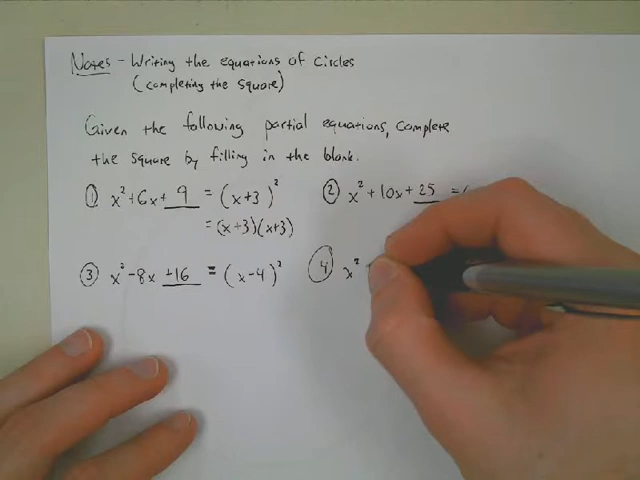 Notes - Writing the equations of circles
(completing the square)
Given the following partial equations, complete
the square by filling in the blank.
① x² + 6x + 9 = (x+3)²
= (x+3)(x+3)
② x² + 10x + 25 = (
③ x² - 8x +16 = (x-4)²
④ x²